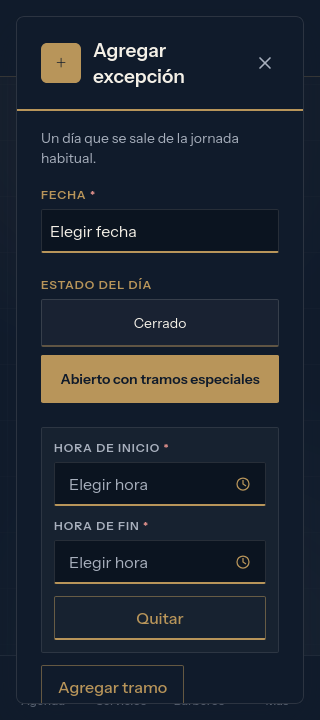 +
Agregar
excepción
Un día que se sale de la jornada
habitual.
FECHA *
Elegir fecha
ESTADO DEL DÍA
Cerrado
Abierto con tramos especiales
HORA DE INICIO *
Elegir hora
HORA DE FIN *
Elegir hora
Quitar
Agregar tramo